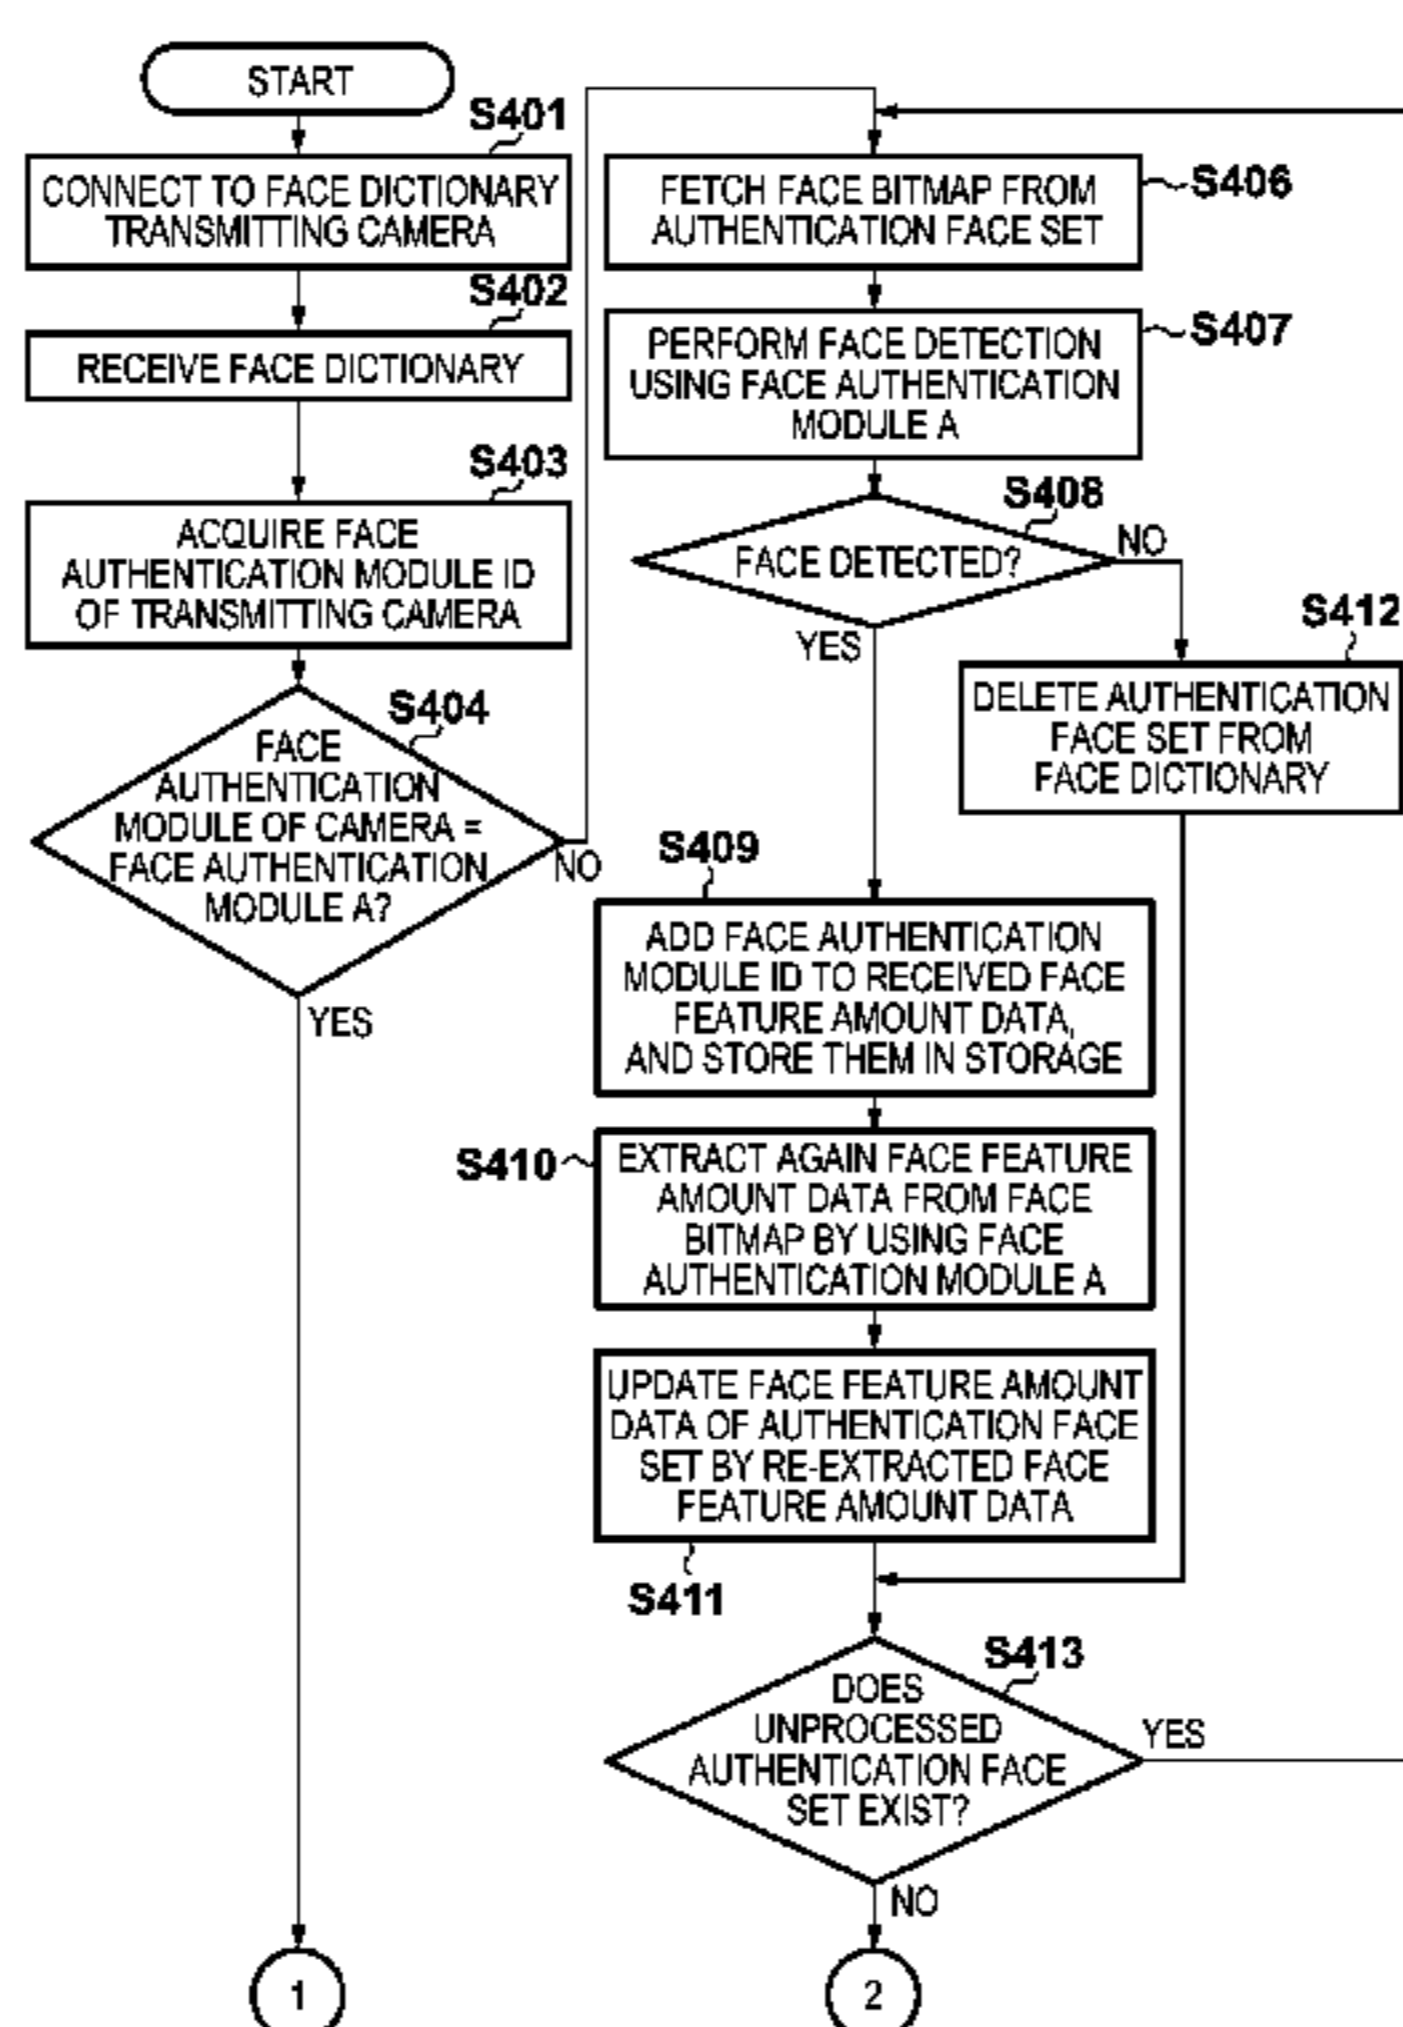 START
S401
CONNECT TO FACE DICTIONARY
TRANSMITTING CAMERA
S402
RECEIVE FACE DICTIONARY
S403
ACQUIRE FACE
AUTHENTICATION MODULE ID
OF TRANSMITTING CAMERA
S404
FACE
AUTHENTICATION
MODULE OF CAMERA =
FACE AUTHENTICATION
MODULE A?
NO
YES
1
S406
FETCH FACE BITMAP FROM
AUTHENTICATION FACE SET
S407
PERFORM FACE DETECTION
USING FACE AUTHENTICATION
MODULE A
S408
FACE DETECTED?
NO
YES
S412
DELETE AUTHENTICATION
FACE SET FROM
FACE DICTIONARY
S409
ADD FACE AUTHENTICATION
MODULE ID TO RECEIVED FACE
FEATURE AMOUNT DATA,
AND STORE THEM IN STORAGE
S410
EXTRACT AGAIN FACE FEATURE
AMOUNT DATA FROM FACE
BITMAP BY USING FACE
AUTHENTICATION MODULE A
UPDATE FACE FEATURE AMOUNT
DATA OF AUTHENTICATION FACE
SET BY RE-EXTRACTED FACE
FEATURE AMOUNT DATA
S411
S413
DOES
UNPROCESSED
AUTHENTICATION FACE
SET EXIST?
YES
NO
2